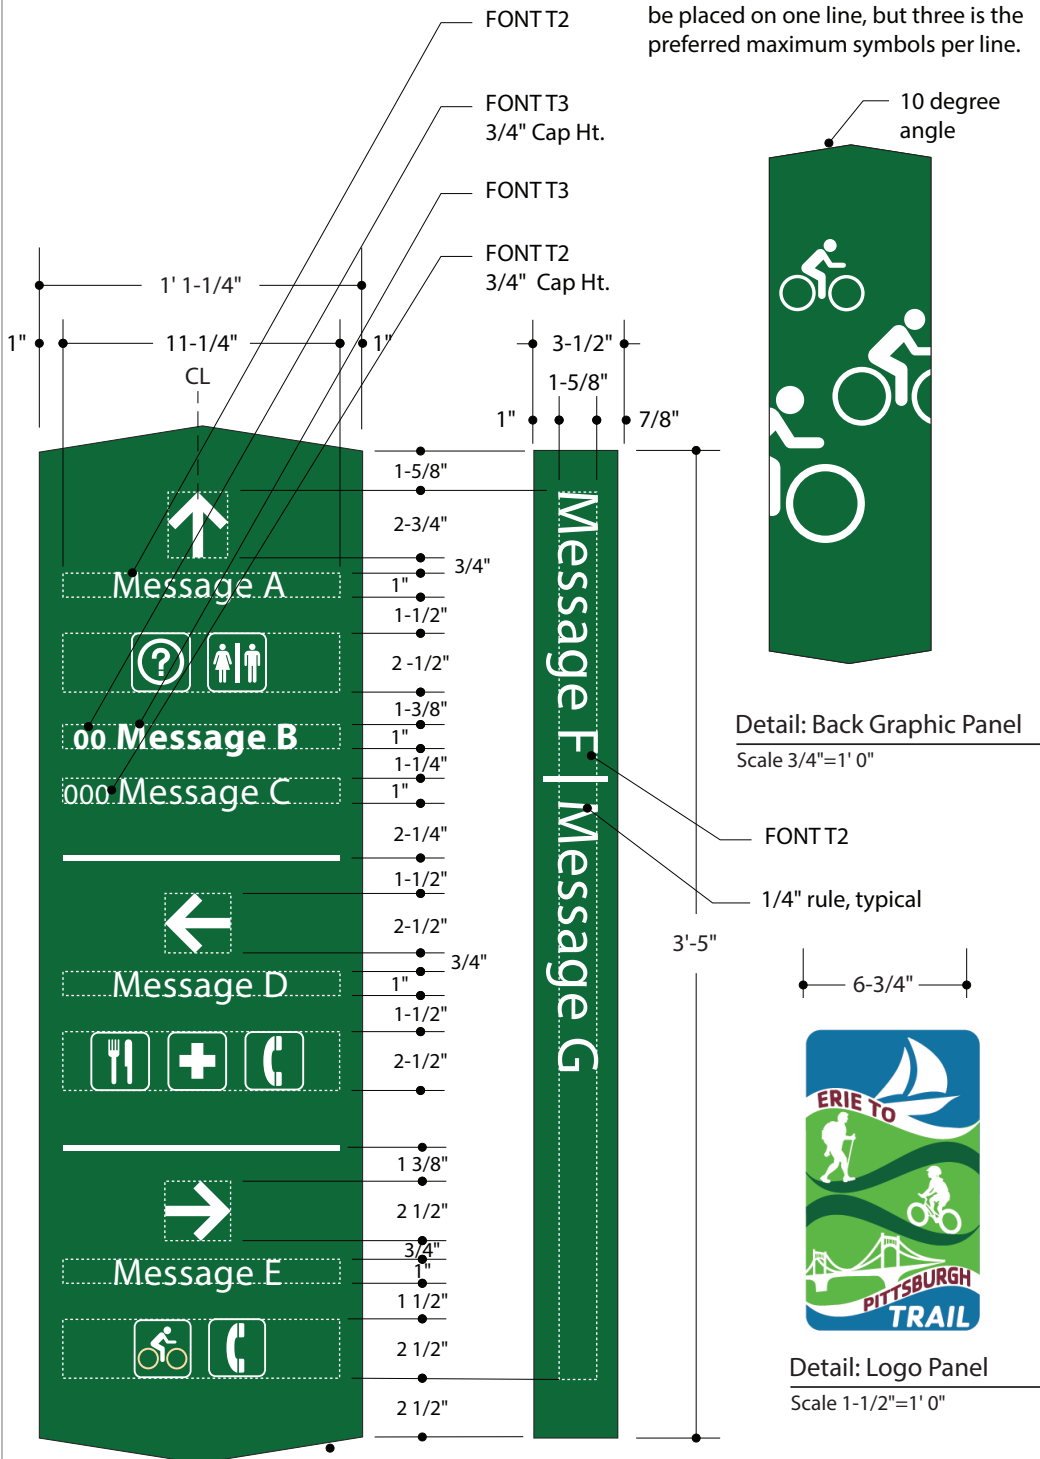 FONT T2
be placed on one line, but three is the
preferred maximum symbols per line.
FONT T3
3/4" Cap Ht.
10 degree
angle
FONT T3
FONT T2
3/4" Cap Ht.
1' 1-1/4"
1"
11-1/4"
1"
CL
3-1/2"
1-5/8"
1"
7/8"
1-5/8"
2-3/4"
3/4"
1"
1-1/2"
2 -1/2"
1-3/8"
1"
1-1/4"
1"
2-1/4"
1-1/2"
2-1/2"
3/4"
1"
1-1/2"
2-1/2"
1 3/8"
2 1/2"
3/4"
1"
1 1/2"
2 1/2"
2 1/2"
Message A
?
00 Message B
000 Message C
Message D
Message E
Message F
Message G
3'-5"
Detail: Back Graphic Panel
Scale 3/4"=1' 0"
FONT T2
1/4" rule, typical
6-3/4"
ERIE TO
PITTSBURGH
TRAIL
Detail: Logo Panel
Scale 1-1/2"=1' 0"